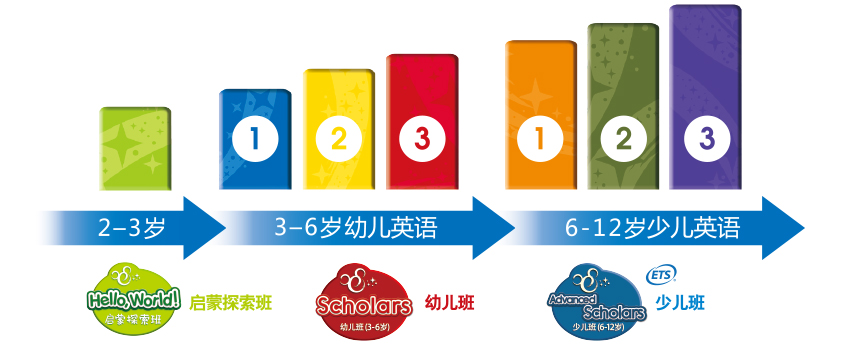 1
2
3
1
2
3
2–3岁
3–6岁幼儿英语
6-12岁少儿英语
Hello, World!
启蒙探索班
启蒙探索班
Scholars
幼儿班(3-6岁)
幼儿班
Advanced
Scholars
少儿班(6-12岁)
ETS
少儿班